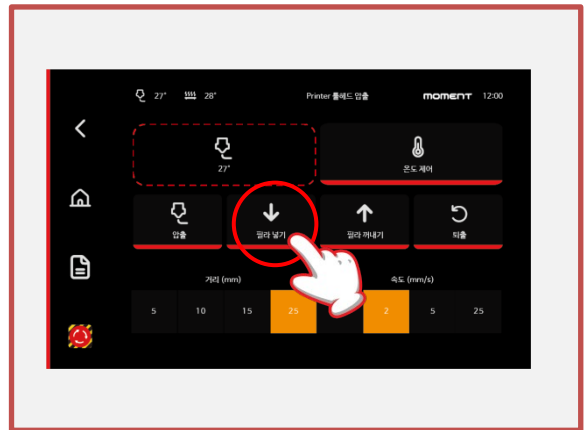 27° 28° Printer 툴헤드 압출 moment 12:00
27°
온도 제어
압출 필라 넣기 필라 꺼내기 퇴출
거리 (mm) 속도 (mm/s)
5 10 15 25 2 5 25